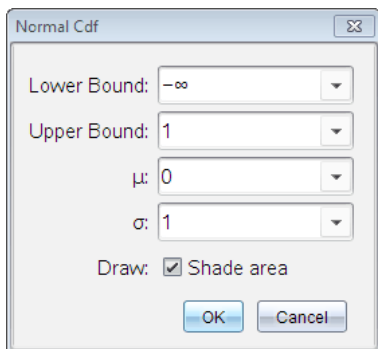 Normal Cdf
Lower Bound: -∞
Upper Bound: 1
μ: 0
σ: 1
Draw: Shade area
OK Cancel